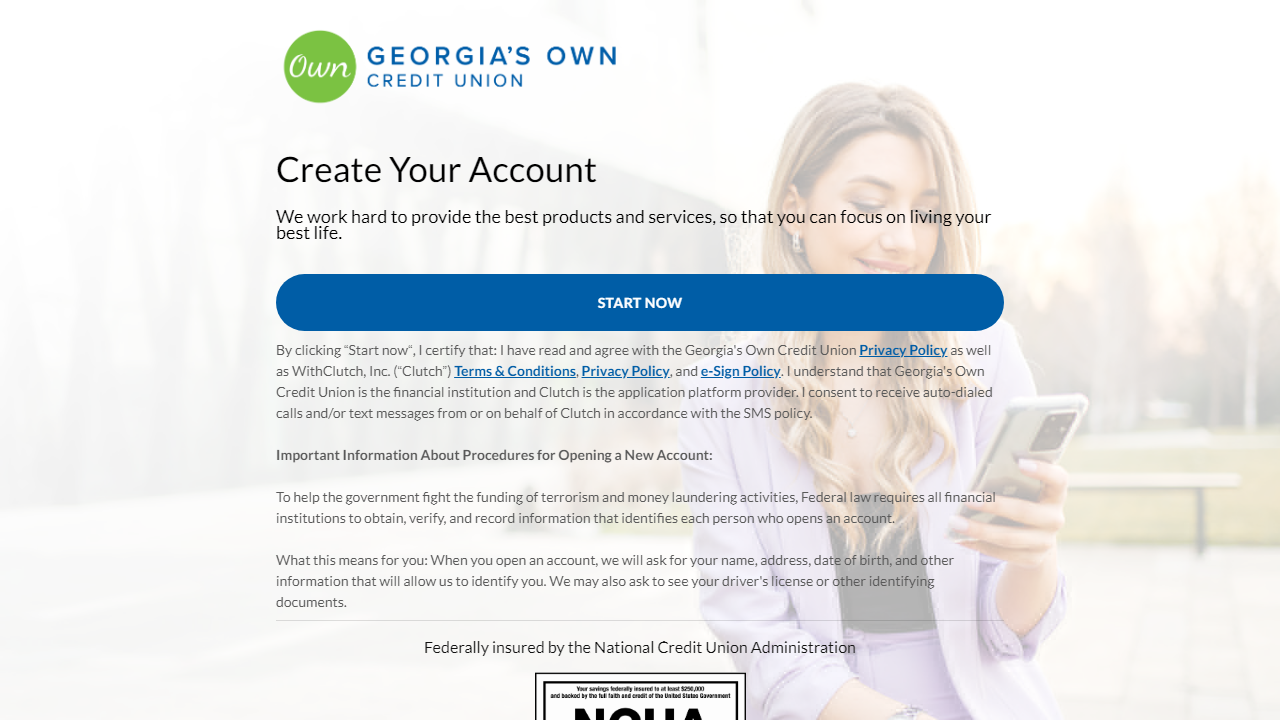 Own
GEORGIA'S OWN
CREDIT UNION
Create Your Account
We work hard to provide the best products and services, so that you can focus on living your
best life.
START NOW
By clicking “Start now“, I certify that: I have read and agree with the Georgia's Own Credit Union Privacy Policy as well
as WithClutch, Inc. (“Clutch”) Terms & Conditions, Privacy Policy, and e-Sign Policy. I understand that Georgia's Own
Credit Union is the financial institution and Clutch is the application platform provider. I consent to receive auto-dialed
calls and/or text messages from or on behalf of Clutch in accordance with the SMS policy.
Important Information About Procedures for Opening a New Account:
To help the government fight the funding of terrorism and money laundering activities, Federal law requires all financial
institutions to obtain, verify, and record information that identifies each person who opens an account.
What this means for you: When you open an account, we will ask for your name, address, date of birth, and other
information that will allow us to identify you. We may also ask to see your driver's license or other identifying
documents.
Federally insured by the National Credit Union Administration
Your savings federally insured to at least $250,000
and backed by the full faith and credit of the United States Government
NCUA